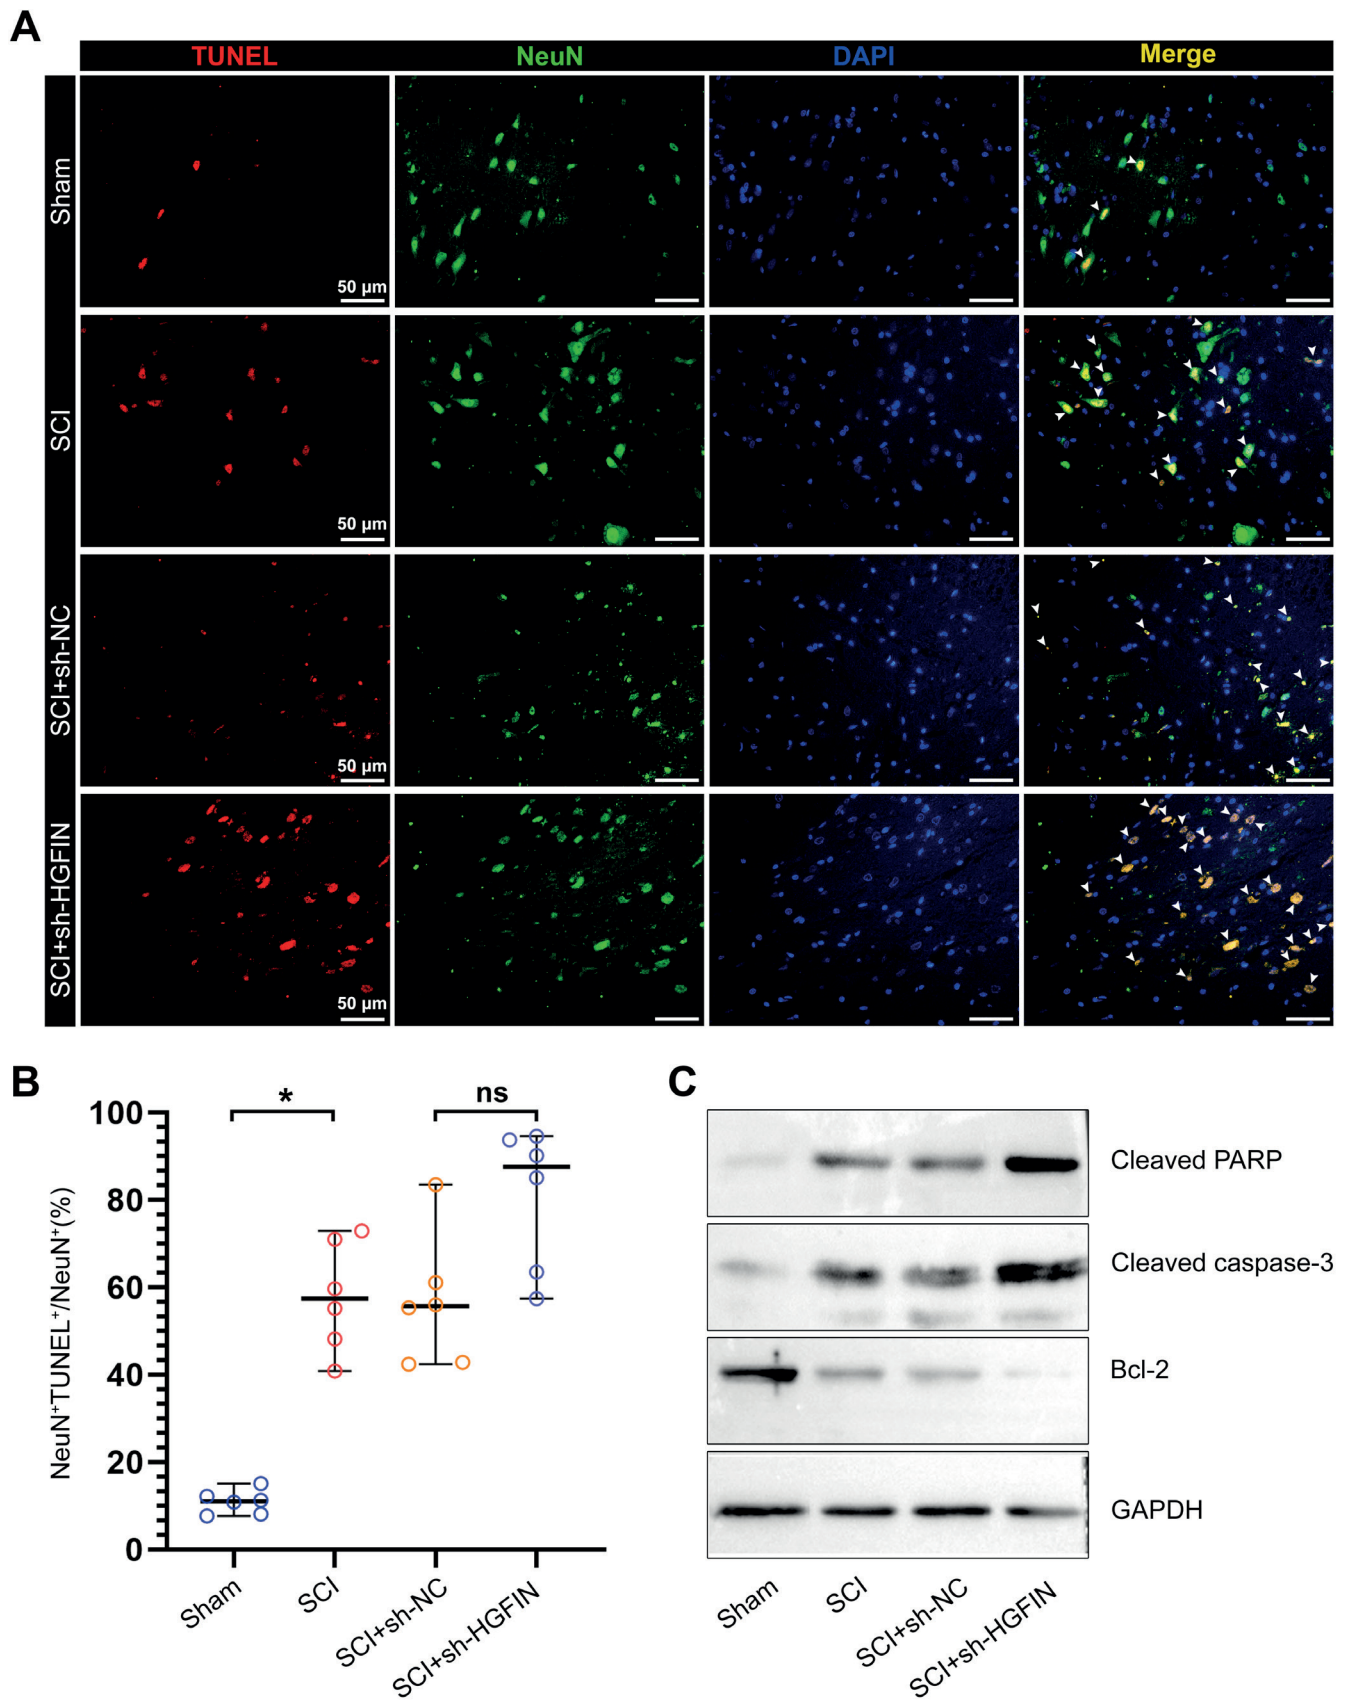 A
TUNEL NeuN DAPI Merge
Sham
50 µm
SCI
50 µm
SCI+sh-NC
50 µm
SCI+sh-HGFIN
50 µm
B
* ns
NeuN⁺TUNEL⁺/NeuN⁺(%)
100
80
60
40
20
0
Sham SCI SCI+sh-NC SCI+sh-HGFIN
C
Cleaved PARP
Cleaved caspase-3
Bcl-2
GAPDH
Sham SCI SCI+sh-NC SCI+sh-HGFIN